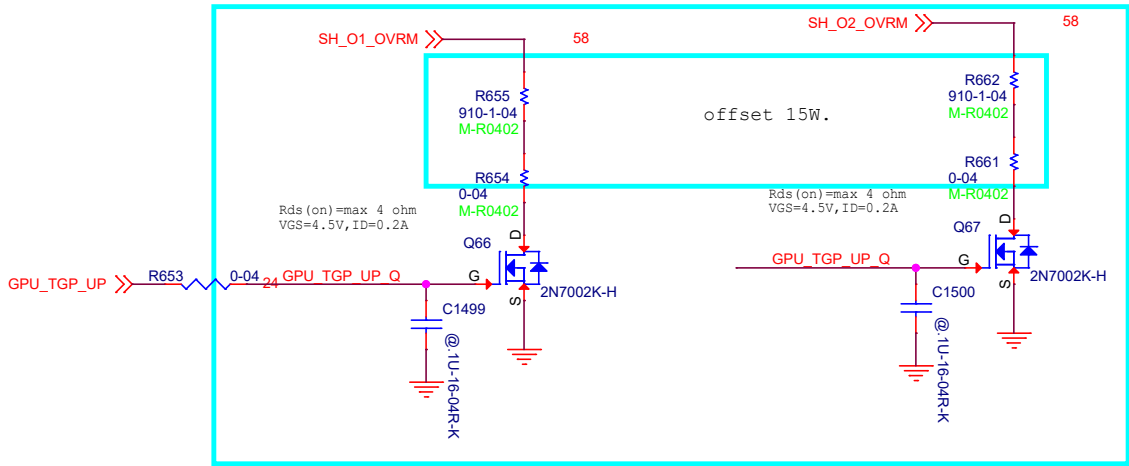 SH_O1_OVRM
58
SH_O2_OVRM
58
R655
910-1-04
M-R0402
offset 15W.
R662
910-1-04
M-R0402
R654
0-04
M-R0402
R661
0-04
M-R0402
Rds(on)=max 4 ohm
VGS=4.5V,ID=0.2A
Rds(on)=max 4 ohm
VGS=4.5V,ID=0.2A
Q66
D
G
S
2N7002K-H
Q67
D
G
S
2N7002K-H
GPU_TGP_UP
R653
0-04
24
GPU_TGP_UP_Q
GPU_TGP_UP_Q
C1499
@.1U-16-04R-K
C1500
@.1U-16-04R-K